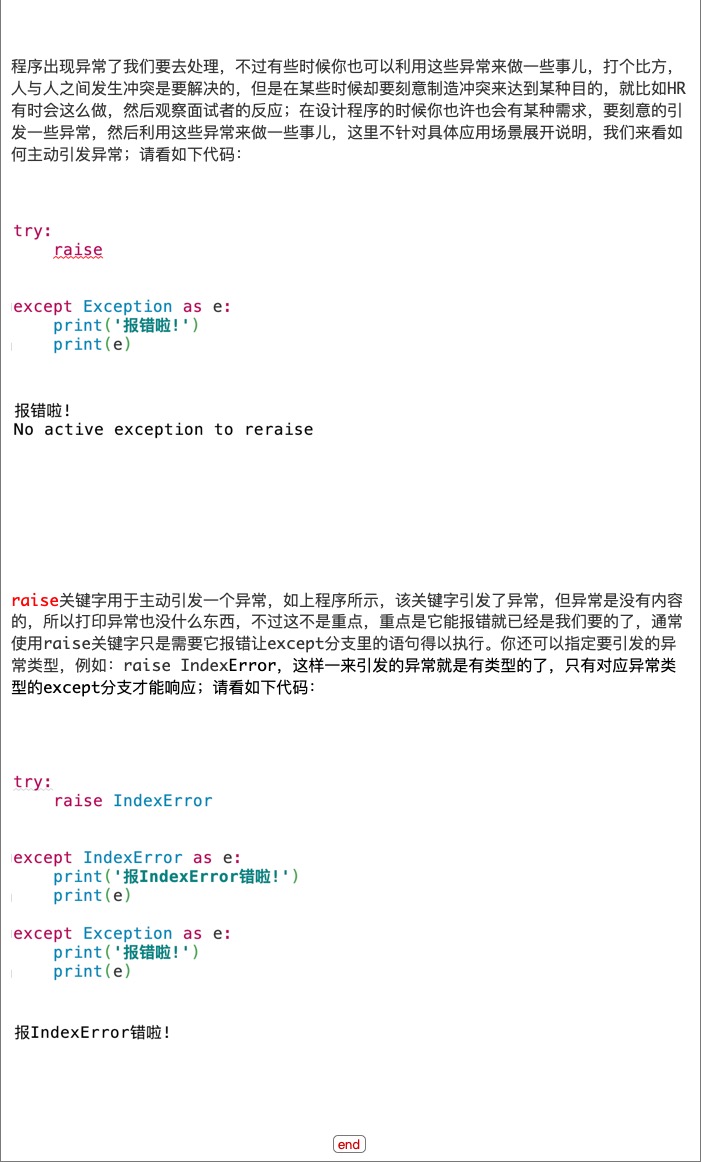 程序出现异常了我们要去处理，不过有些时候你也可以利用这些异常来做一些事儿，打个比方，
人与人之间发生冲突是要解决的，但是在某些时候却要刻意制造冲突来达到某种目的，就比如HR
有时会这么做，然后观察面试者的反应；在设计程序的时候你也许也会有某种需求，要刻意的引
发一些异常，然后利用这些异常来做一些事儿，这里不针对具体应用场景展开说明，我们来看如
何主动引发异常；请看如下代码：
try:
    raise
except Exception as e:
    print('报错啦!')
    print(e)
报错啦!
No active exception to reraise
raise关键字用于主动引发一个异常，如上程序所示，该关键字引发了异常，但异常是没有内容
的，所以打印异常也没什么东西，不过这不是重点，重点是它能报错就已经是我们要的了，通常
使用raise关键字只是需要它报错让except分支里的语句得以执行。你还可以指定要引发的异
常类型，例如：raise IndexError，这样一来引发的异常就是有类型的了，只有对应异常类
型的except分支才能响应；请看如下代码：
try:
    raise IndexError
except IndexError as e:
    print('报IndexError错啦!')
    print(e)
except Exception as e:
    print('报错啦!')
    print(e)
报IndexError错啦!
end